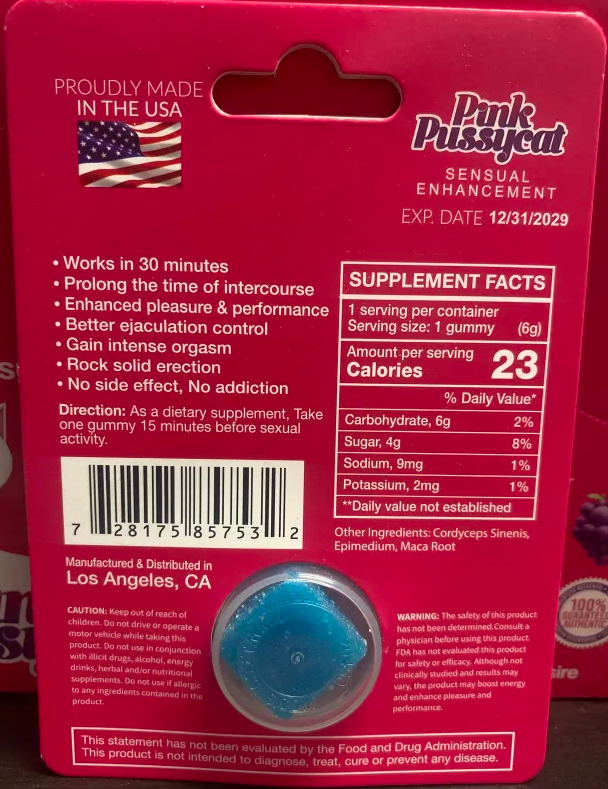 PROUDLY MADE
IN THE USA
Pink
Pussycat
SENSUAL
ENHANCEMENT
EXP. DATE 12/31/2029
• Works in 30 minutes
• Prolong the time of intercourse
• Enhanced pleasure & performance
• Better ejaculation control
• Gain intense orgasm
• Rock solid erection
• No side effect, No addiction
Direction: As a dietary supplement, Take
one gummy 15 minutes before sexual
activity.
SUPPLEMENT FACTS
1 serving per container
Serving size: 1 gummy (6g)
Amount per serving
Calories 23
% Daily Value*
Carbohydrate, 6g 2%
Sugar, 4g 8%
Sodium, 9mg 1%
Potassium, 2mg 1%
**Daily value not established
Other Ingredients: Cordyceps Sinenis,
Epimedium, Maca Root
7 28175 85753 2
Manufactured & Distributed in
Los Angeles, CA
CAUTION: Keep out of reach of
children. Do not drive or operate a
motor vehicle while taking this
product. Do not use in conjunction
with illicit drugs, alcohol, energy
drinks, herbal and/or nutritional
supplements. Do not use if allergic
to any ingredients contained in the
product.
WARNING: The safety of this product
has not been determined.Consult a
physician before using this product.
FDA has not evaluated this product
for safety or efficacy. Although not
clinically studied and results may
vary, the product may boost energy
and enhance pleasure and
performance.
This statement has not been evaluated by the Food and Drug Administration.
This product is not intended to diagnose, treat, cure or prevent any disease.
100%
GURANTEE
AUTHENTIC
sire